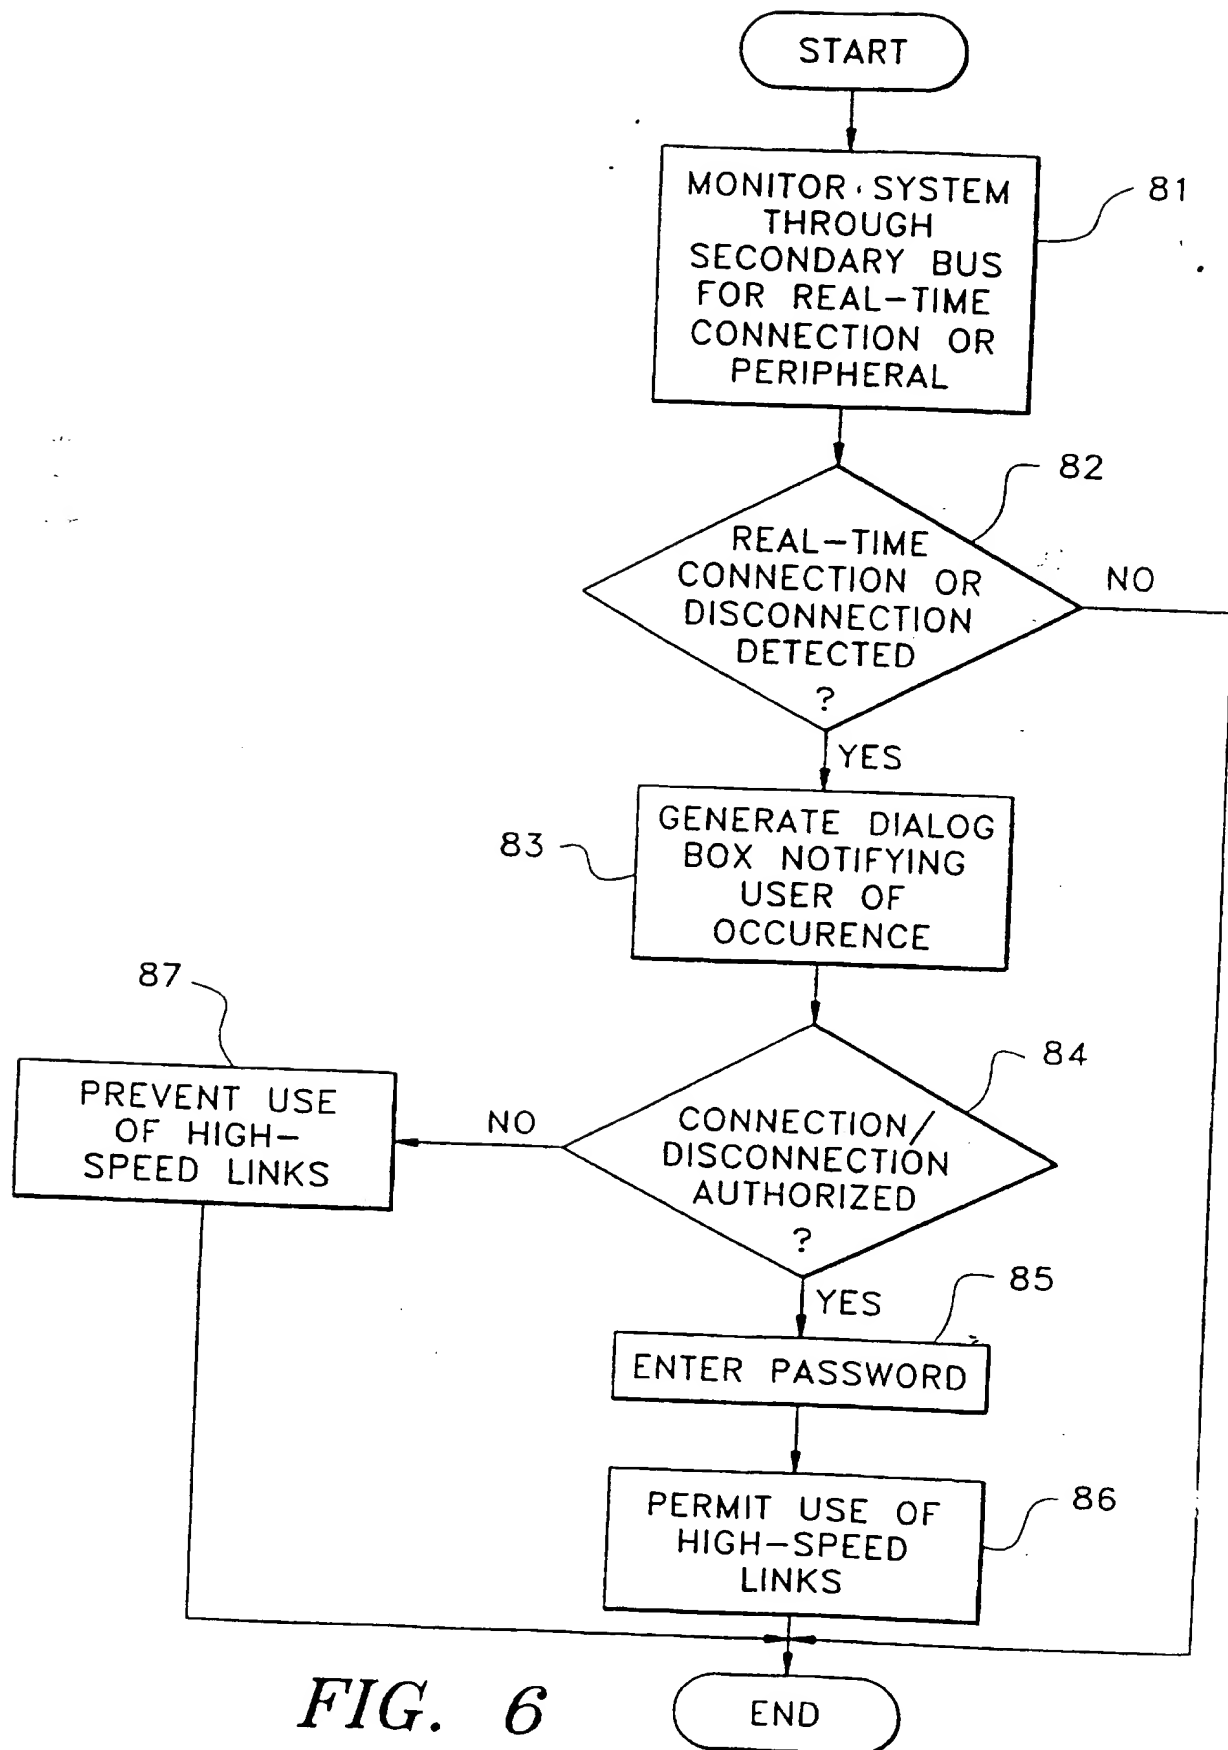 START
MONITOR SYSTEM
THROUGH
SECONDARY BUS
FOR REAL-TIME
CONNECTION OR
PERIPHERAL
81
82
REAL-TIME
CONNECTION OR
DISCONNECTION
DETECTED
?
NO
YES
83
GENERATE DIALOG
BOX NOTIFYING
USER OF
OCCURENCE
87
PREVENT USE
OF HIGH-
SPEED LINKS
NO
84
CONNECTION/
DISCONNECTION
AUTHORIZED
?
YES
85
ENTER PASSWORD
PERMIT USE OF
HIGH-SPEED
LINKS
86
FIG. 6
END